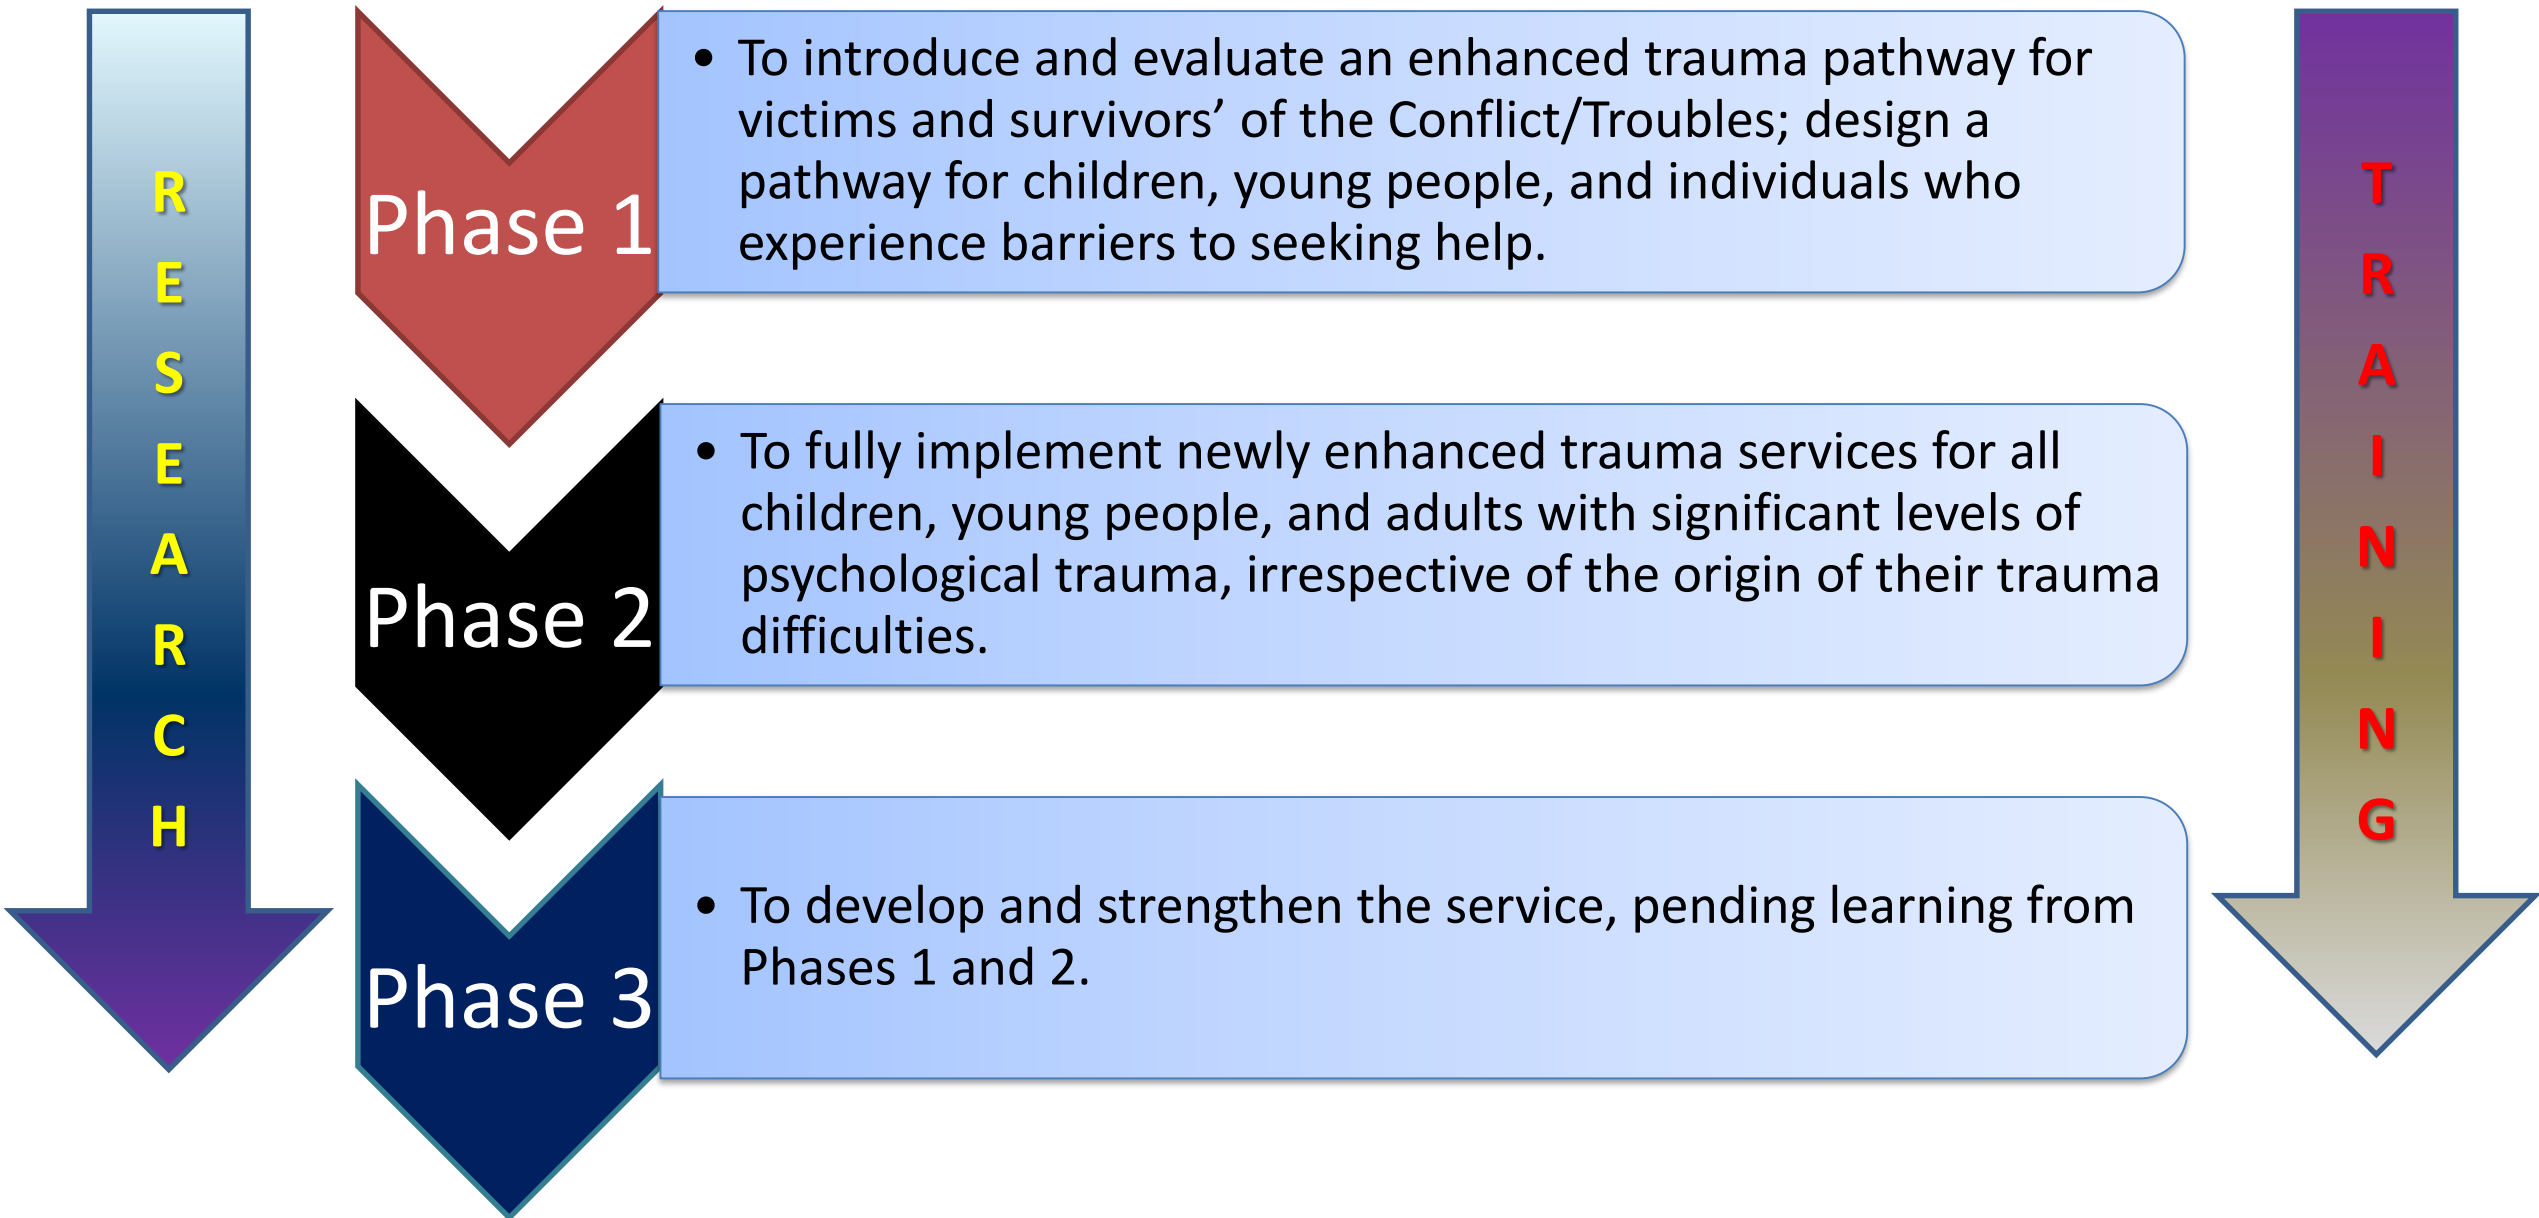 RESEARCH
Phase 1
• To introduce and evaluate an enhanced trauma pathway for
victims and survivors’ of the Conflict/Troubles; design a
pathway for children, young people, and individuals who
experience barriers to seeking help.
Phase 2
• To fully implement newly enhanced trauma services for all
children, young people, and adults with significant levels of
psychological trauma, irrespective of the origin of their trauma
difficulties.
Phase 3
• To develop and strengthen the service, pending learning from
Phases 1 and 2.
TRAINING